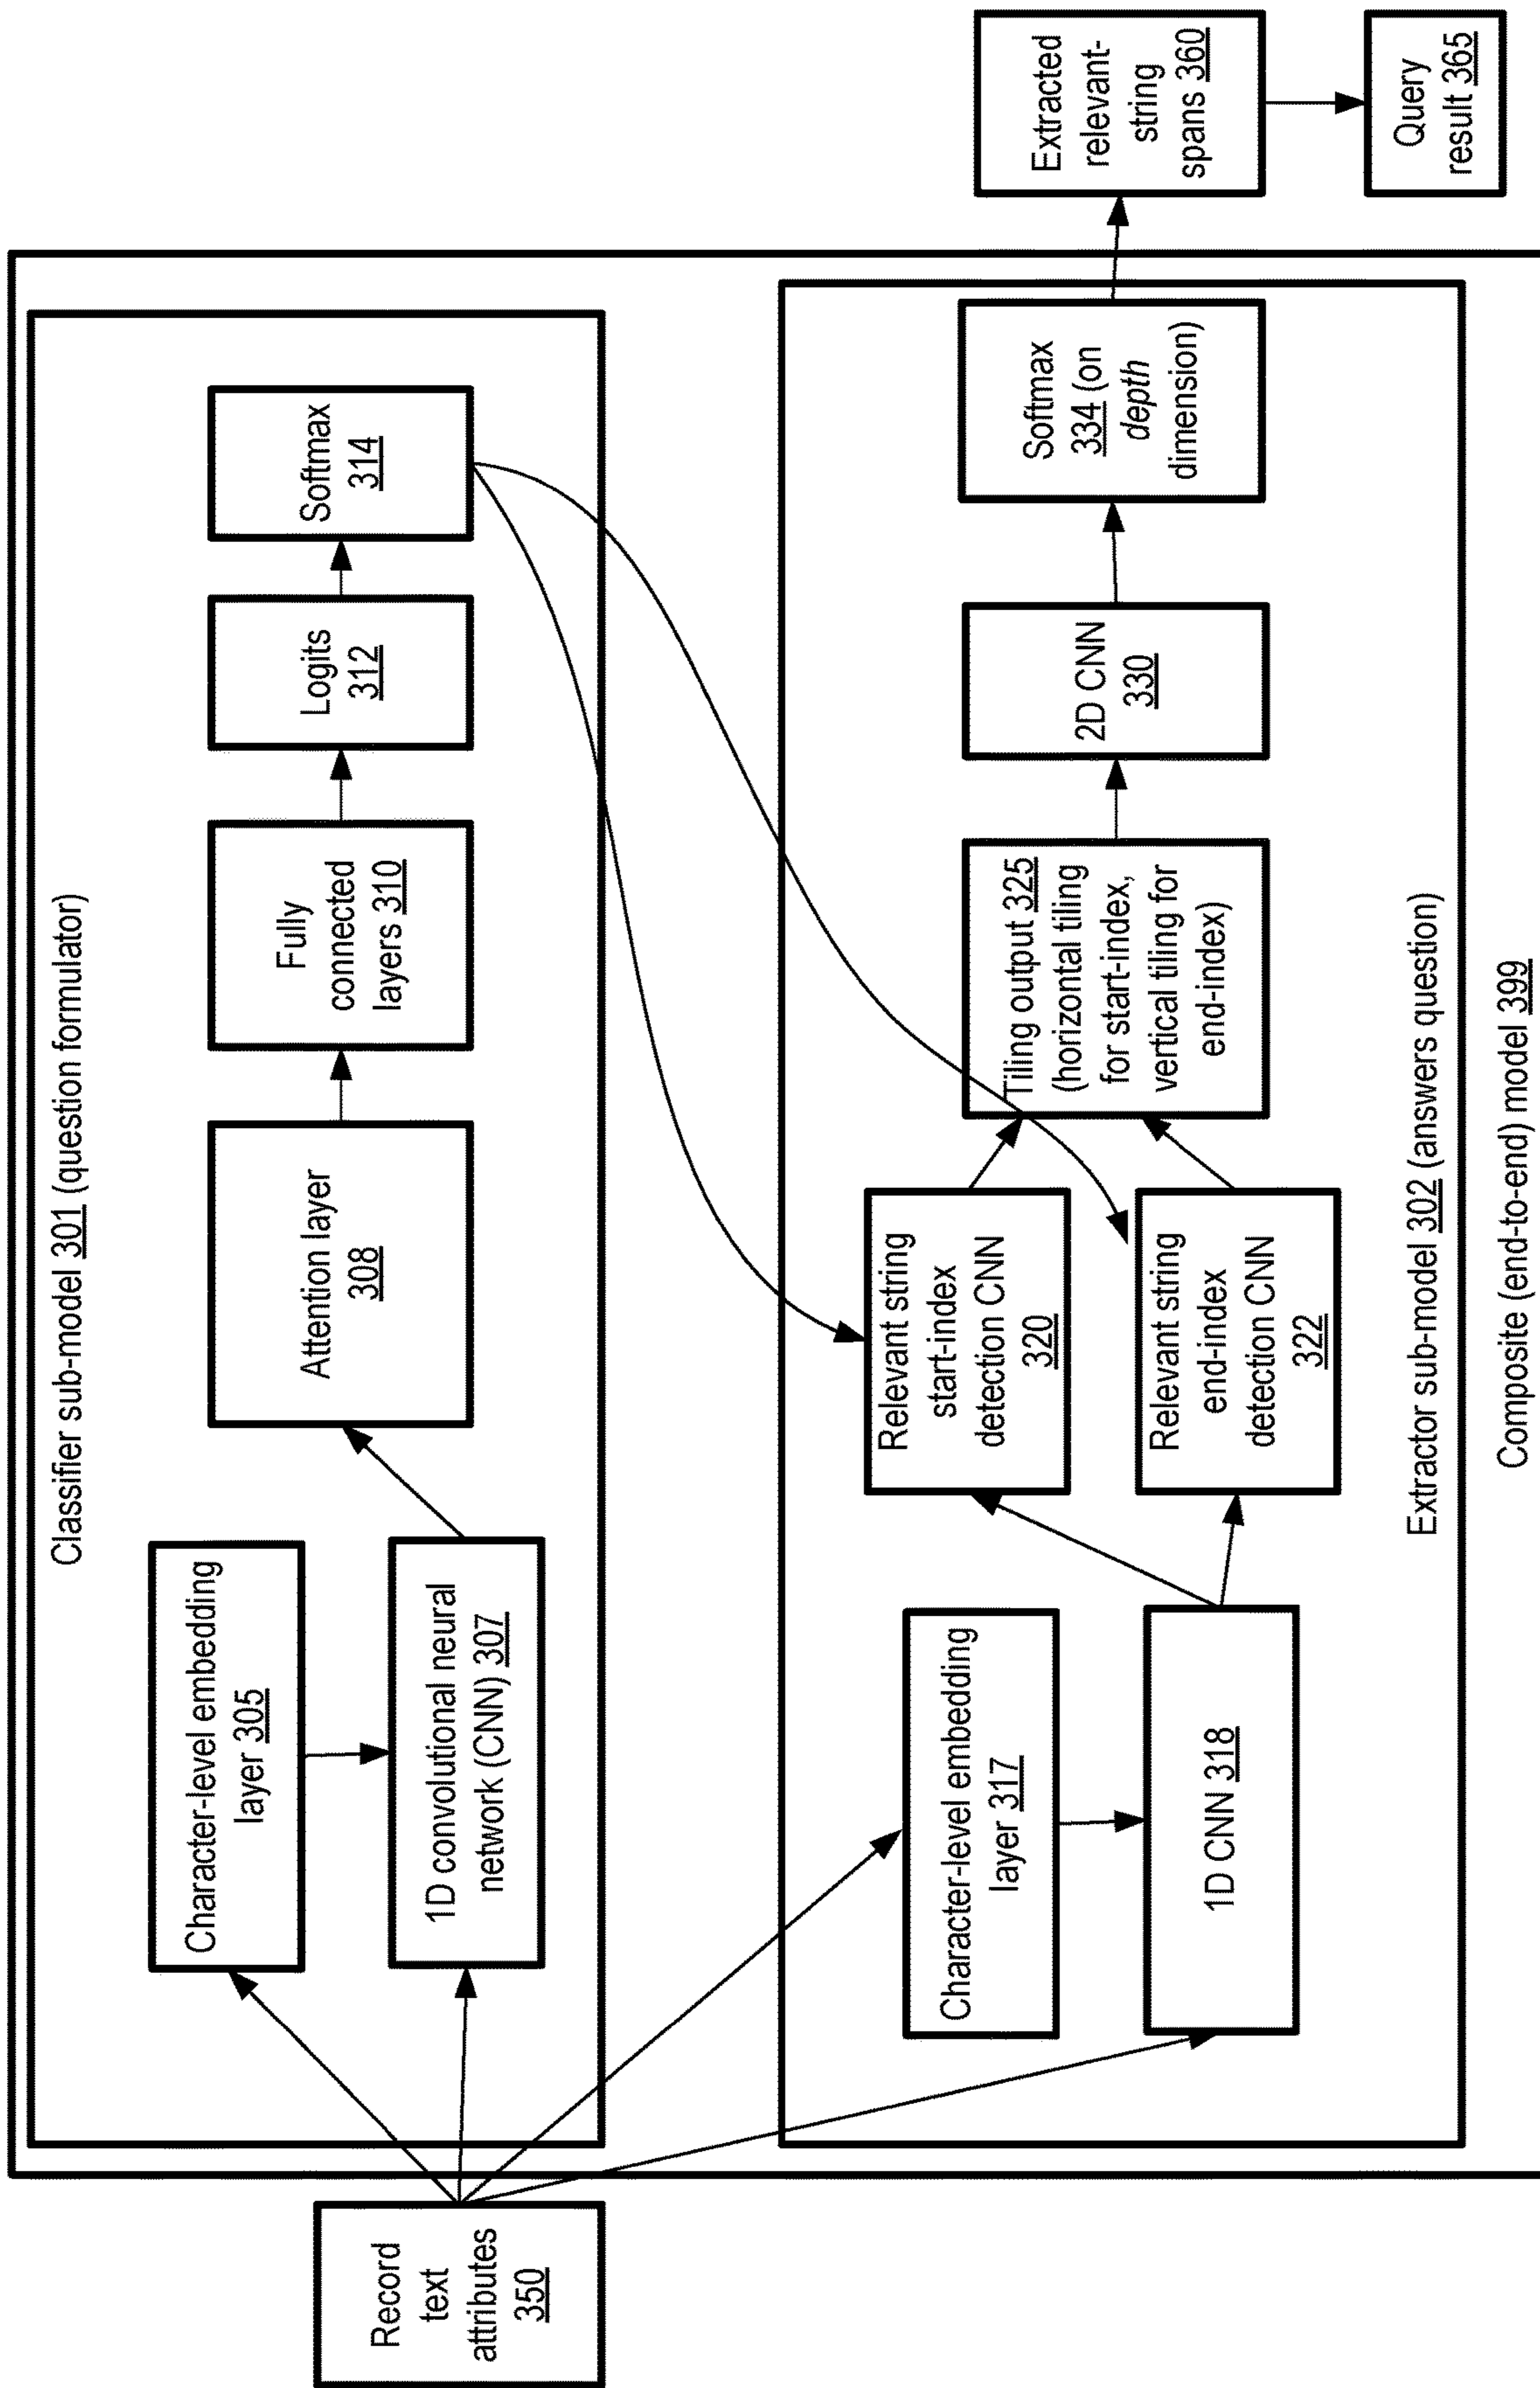 Classifier sub-model 301 (question formulator)
Record
text
attributes
350
Character-level embedding
layer 305
1D convolutional neural
network (CNN) 307
Attention layer
308
Fully
connected
layers 310
Logits
312
Softmax
314
Character-level embedding
layer 317
1D CNN 318
Relevant string
start-index
detection CNN
320
Relevant string
end-index
detection CNN
322
Tiling output 325
(horizontal tiling
for start-index,
vertical tiling for
end-index)
2D CNN
330
Softmax
334 (on
depth
dimension)
Extracted
relevant-
string
spans 360
Query
result 365
Extractor sub-model 302 (answers question)
Composite (end-to-end) model 399